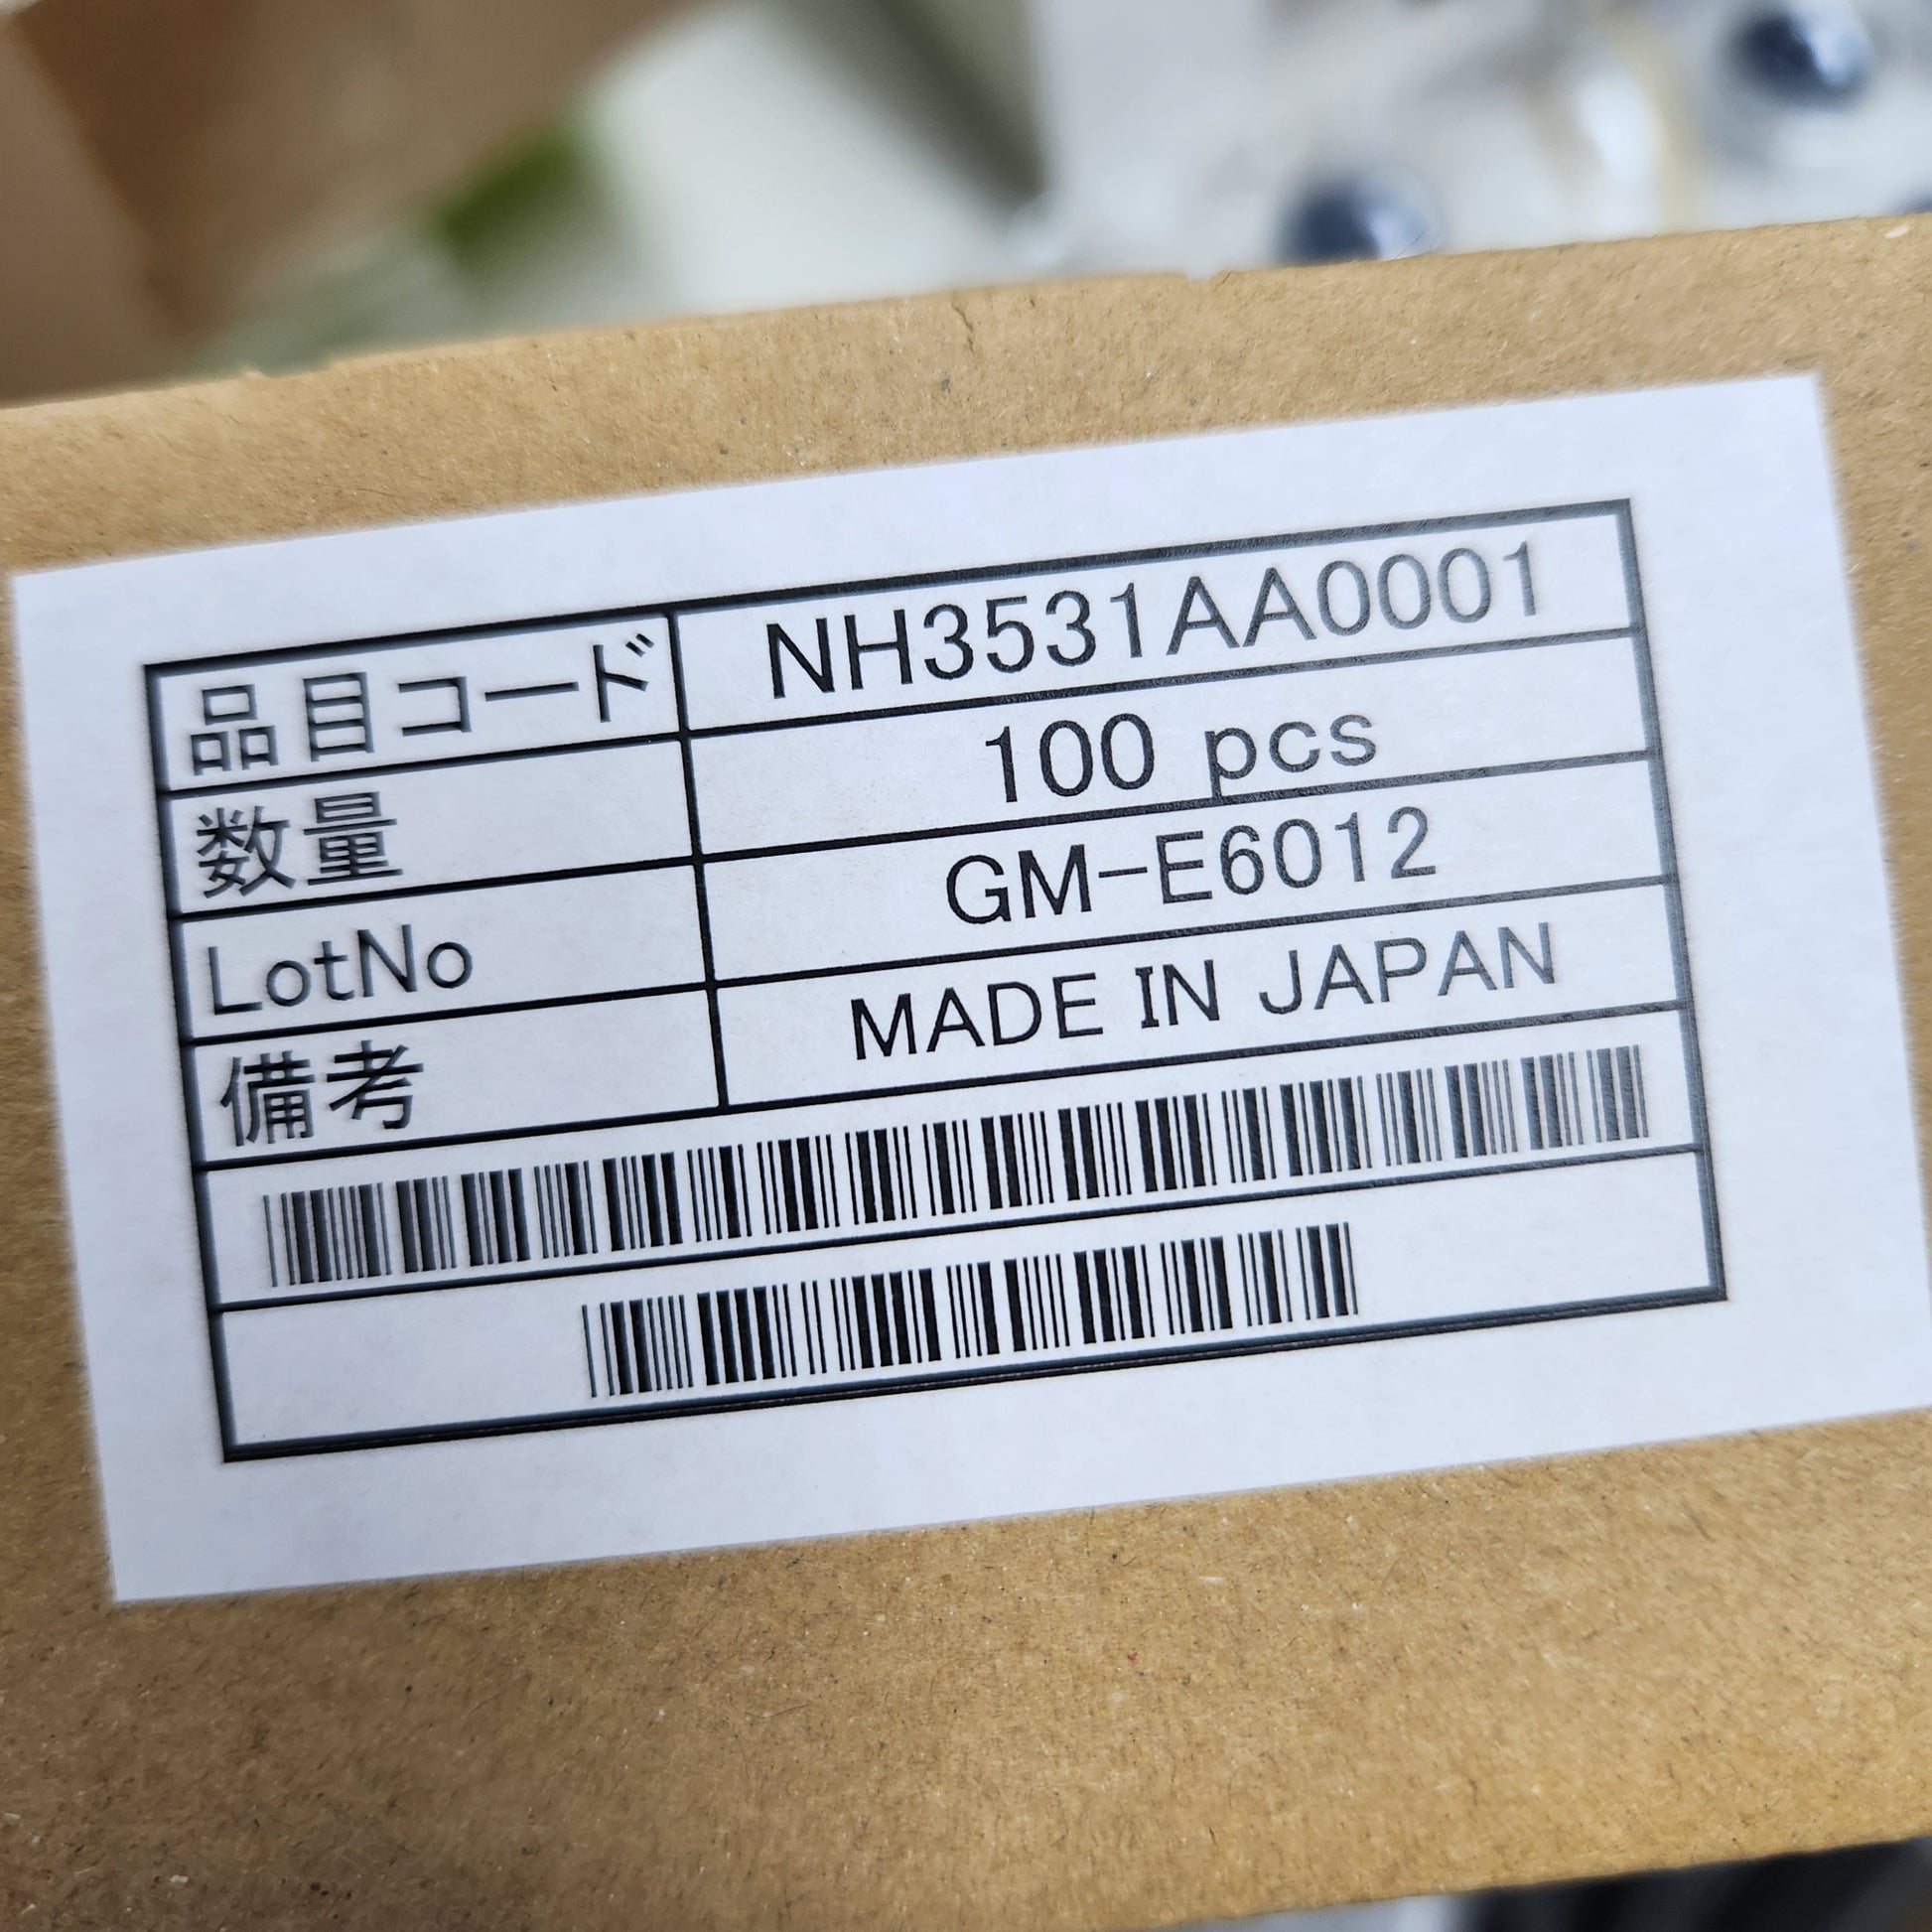 品目コード NH3531AA0001
数量 100 pcs
LotNo GM-E6012
備考 MADE IN JAPAN